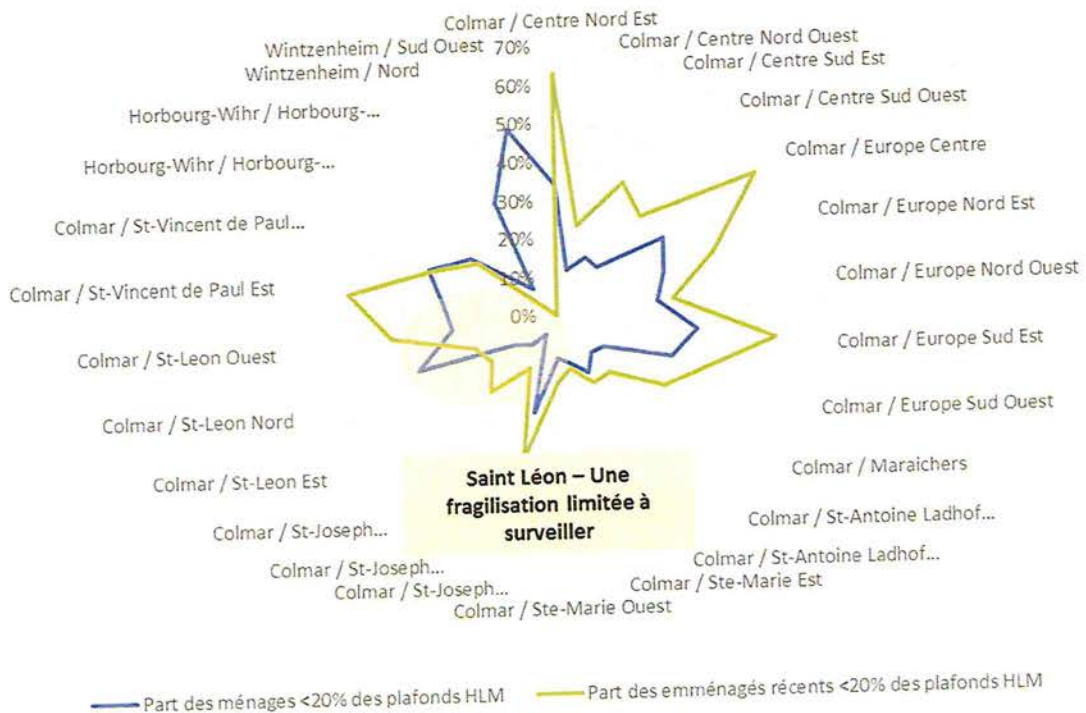 Colmar / Centre Nord Est
Wintzenheim / Sud Ouest
70%
Colmar / Centre Nord Ouest
Wintzenheim / Nord
Colmar / Centre Sud Est
60%
Horbourg-Wihr / Horbourg-...
Colmar / Centre Sud Ouest
50%
Horbourg-Wihr / Horbourg-...
40%
Colmar / Europe Centre
30%
Colmar / St-Vincent de Paul...
Colmar / Europe Nord Est
20%
Colmar / St-Vincent de Paul Est
10%
Colmar / Europe Nord Ouest
0%
Colmar / St-Leon Ouest
Colmar / Europe Sud Est
Colmar / St-Leon Nord
Colmar / Europe Sud Ouest
Colmar / St-Leon Est
Colmar / Maraichers
Saint Léon – Une
fragilisation limitée à
surveiller
Colmar / St-Joseph...
Colmar / St-Antoine Ladhof...
Colmar / St-Joseph...
Colmar / St-Antoine Ladhof...
Colmar / St-Joseph...
Colmar / Ste-Marie Est
Colmar / Ste-Marie Ouest
Part des ménages <20% des plafonds HLM
Part des emménagés récents <20% des plafonds HLM